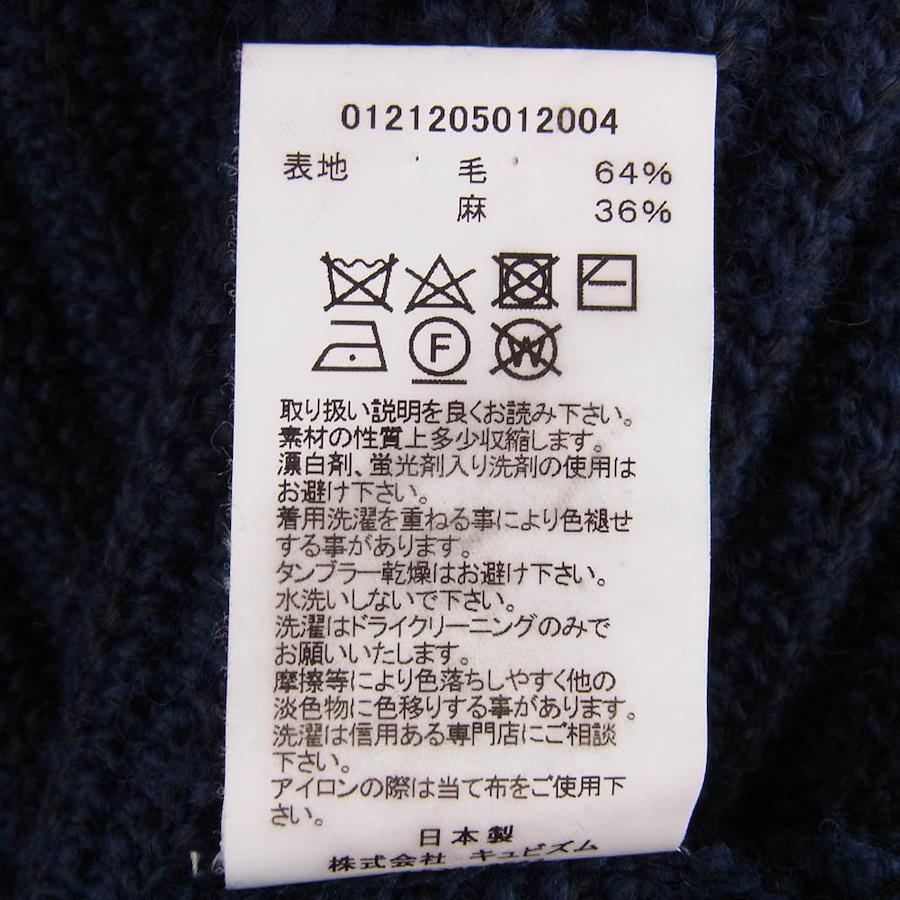 0121205012004
表地 毛 64%
麻 36%
F
W
取り扱い説明を良くお読み下さい。
素材の性質上多少収縮します。
漂白剤、蛍光剤入り洗剤の使用は
お避け下さい。
着用洗濯を重ねる事により色褪せ
する事があります。
タンブラー乾燥はお避け下さい。
水洗いしないで下さい。
洗濯はドライクリーニングのみで
お願いいたします。
摩擦等により色落ちしやすく他の
淡色物に色移りする事があります。
洗濯は信用ある専門店にご相談
下さい。
アイロンの際は当て布をご使用下
さい。
日本製
株式会社 キュビズム